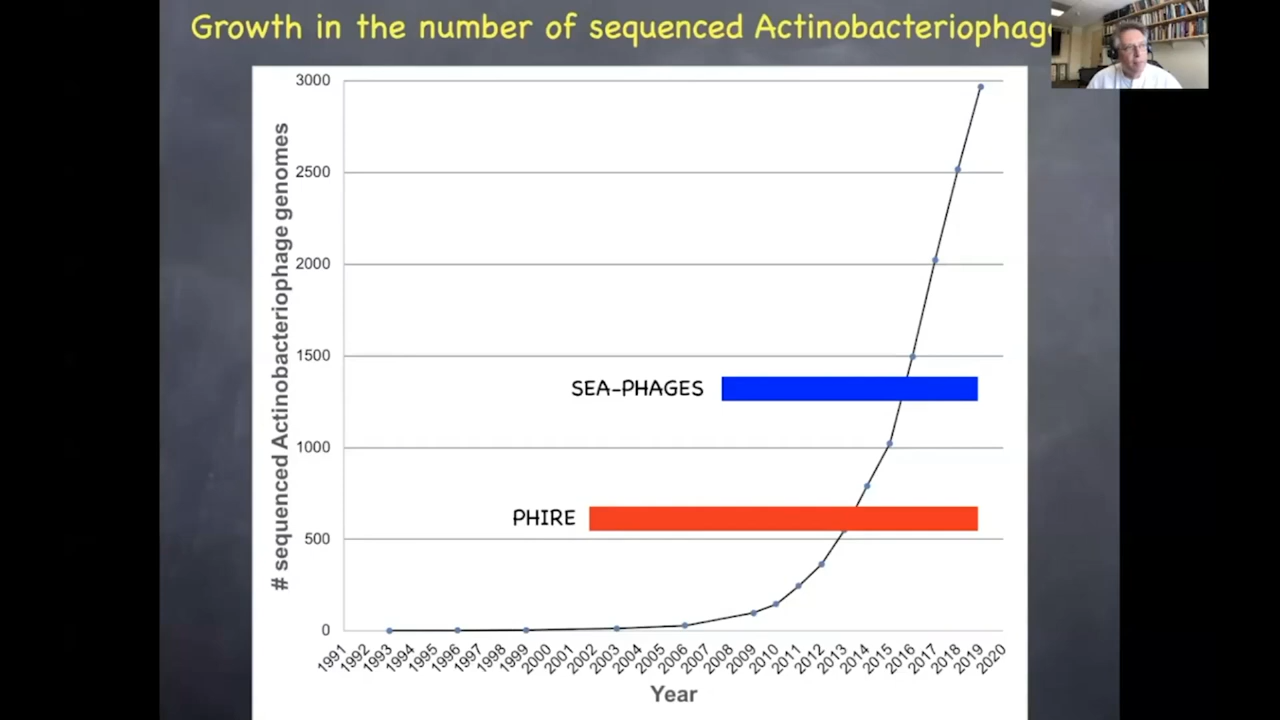 Growth in the number of sequenced Actinobacteriophage
3000
2500
2000
1500
1000
500
0
# sequenced Actinobacteriophage genomes
SEA-PHAGES
PHIRE
1991 1992 1993 1994 1995 1996 1997 1998 1999 2000 2001 2002 2003 2004 2005 2006 2007 2008 2009 2010 2011 2012 2013 2014 2015 2016 2017 2018 2019 2020
Year